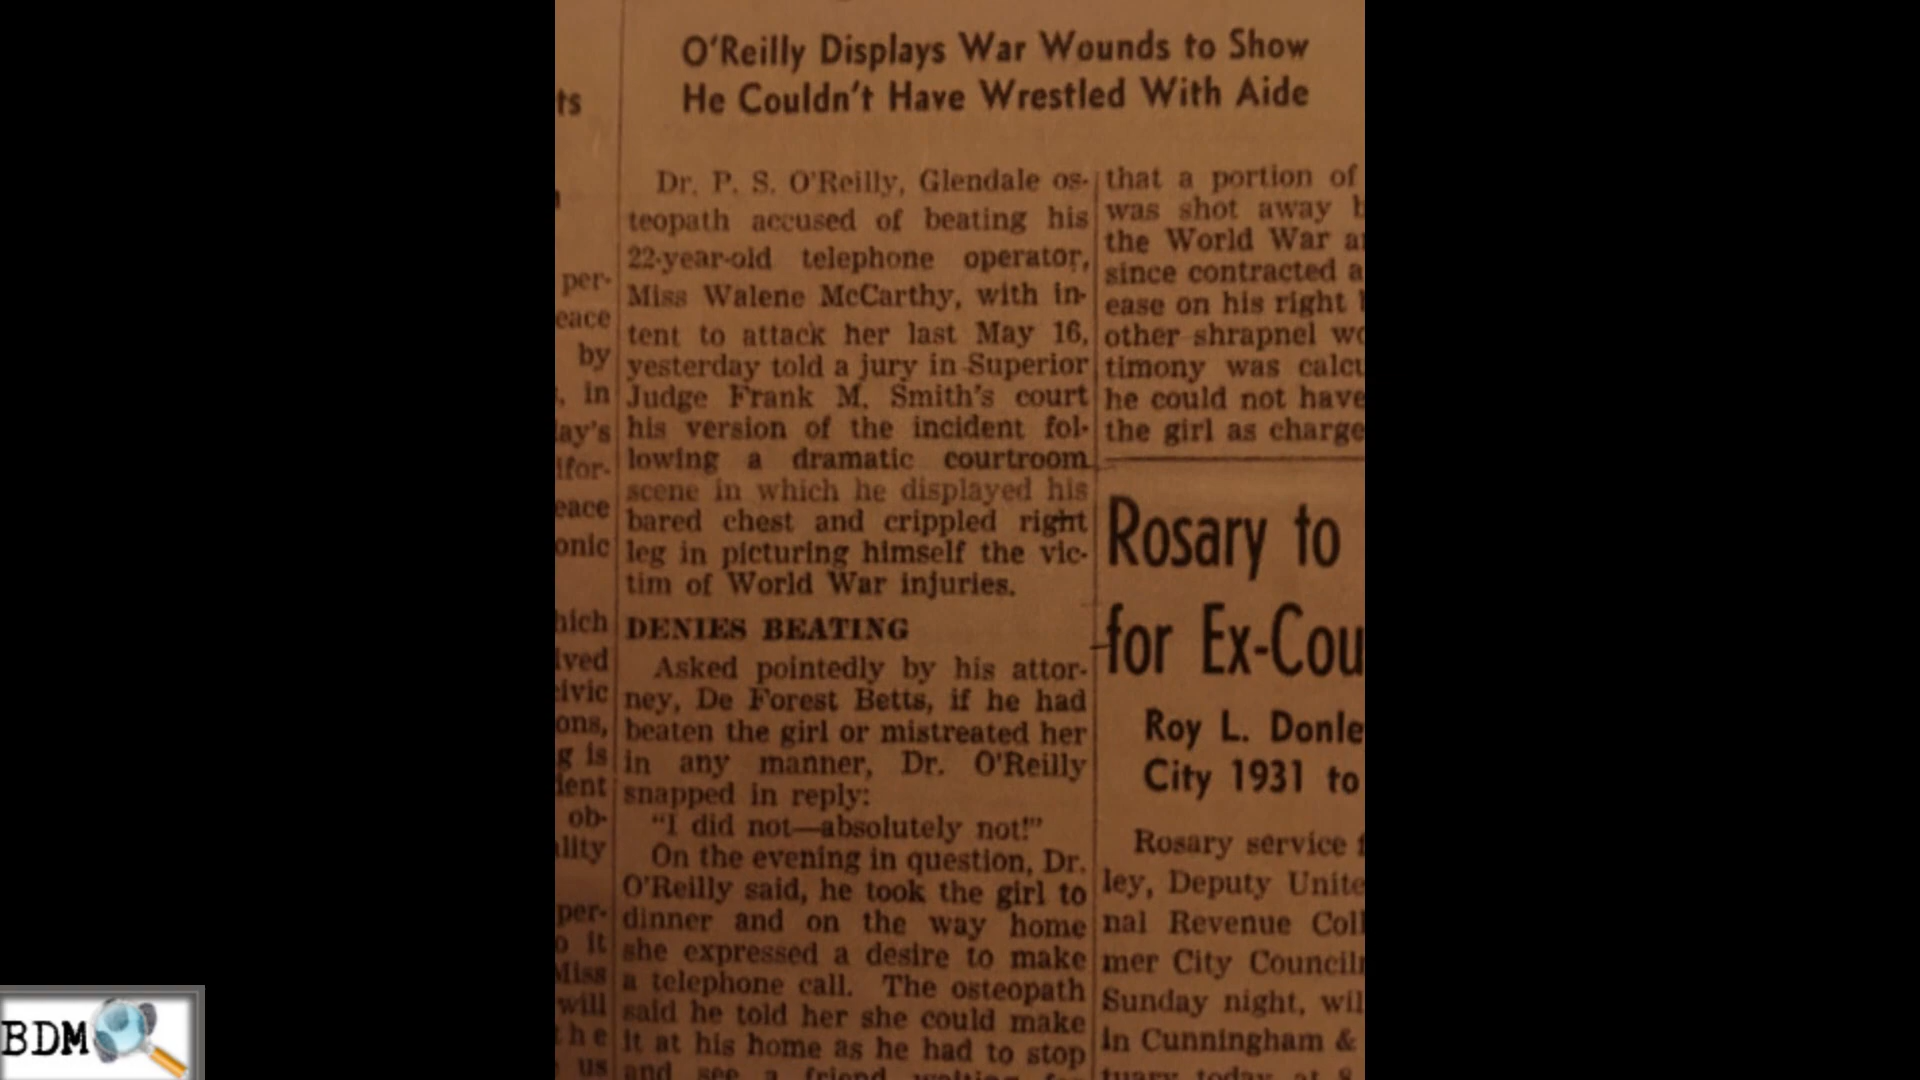 O'Reilly Displays War Wounds to Show
He Couldn't Have Wrestled With Aide
Dr. P. S. O'Reilly, Glendale os-
teopath accused of beating his
22-year-old telephone operator,
Miss Walene McCarthy, with in-
tent to attack her last May 16,
yesterday told a jury in Superior
Judge Frank M. Smith's court
his version of the incident fol-
lowing a dramatic courtroom
scene in which he displayed his
bared chest and crippled right
leg in picturing himself the vic-
tim of World War injuries.
DENIES BEATING
Asked pointedly by his attor-
ney, De Forest Betts, if he had
beaten the girl or mistreated her
in any manner, Dr. O'Reilly
snapped in reply:
"I did not—absolutely not!"
On the evening in question, Dr.
O'Reilly said, he took the girl to
dinner and on the way home
she expressed a desire to make
a telephone call. The osteopath
said he told her she could make
it at his home as he had to stop
and see a friend waiting
that a portion of
was shot away
the World War
since contracted a
ease on his right
other shrapnel
timony was
he could not have
the girl as charge
Rosary to
for Ex-Cou
Roy L. Donle
City 1931 to
Rosary service
ley, Deputy Unite
nal Revenue Coll
mer City Council
Sunday night, wil
in Cunningham &
tuary today at 8
ts
per-
eace
by
, in
ay's
ifor-
eace
onic
hich
lved
civic
ons,
g is
dent
ob-
ality
per-
o it
Miss
will
the
us
BDM